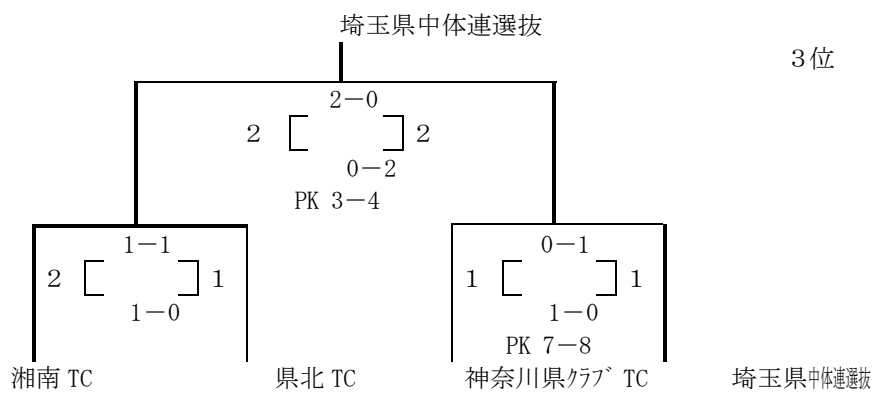 埼玉県中体連選抜
3位
2－0
2 2
0－2
PK 3－4
1－1 0－1
2 1 1 1
1－0 1－0
PK 7－8
湘南 TC 県北 TC 神奈川県ｸﾗﾌﾞ TC 埼玉県中体連選抜